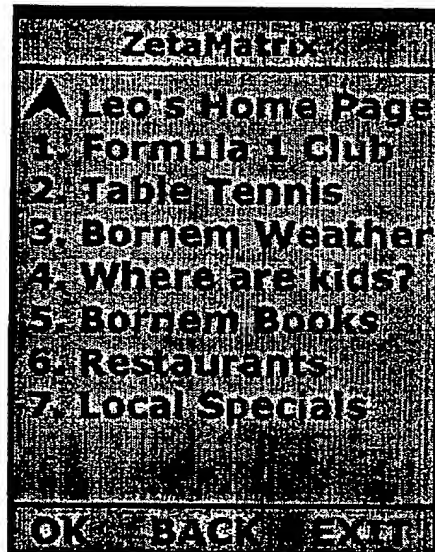 ZetaMatrix
Leo's Home Page
1. Formula 1 Club
2. Table Tennis
3. Bornem Weather
4. Where are kids?
5. Bornem Books
6. Restaurants
7. Local Specials
OK BACK EXIT